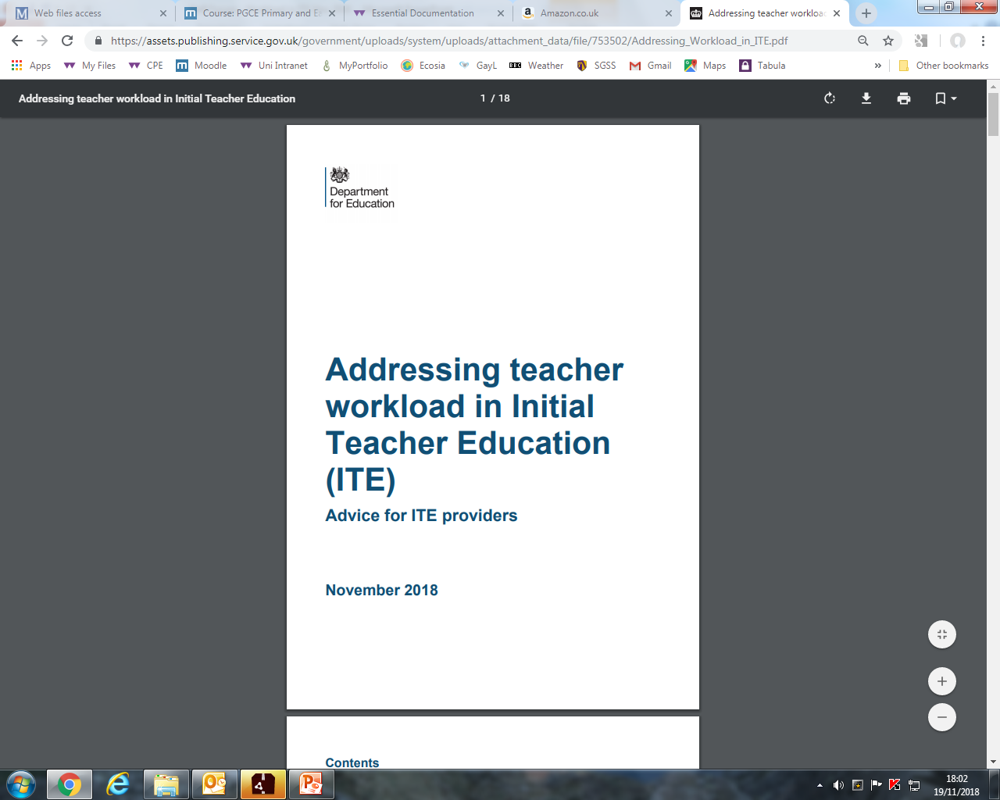 Web files access
Course: PGCE Primary and Ea
Essential Documentation
Amazon.co.uk
Addressing teacher workload
https://assets.publishing.service.gov.uk/government/uploads/system/uploads/attachment_data/file/753502/Addressing_Workload_in_ITE.pdf
Apps My Files CPE Moodle Uni Intranet MyPortfolio Ecosia GayL BBC Weather SGSS Gmail Maps Tabula » Other bookmarks
Addressing teacher workload in Initial Teacher Education 1 / 18
Department
for Education
Addressing teacher
workload in Initial
Teacher Education
(ITE)
Advice for ITE providers
November 2018
Contents
18:02
19/11/2018